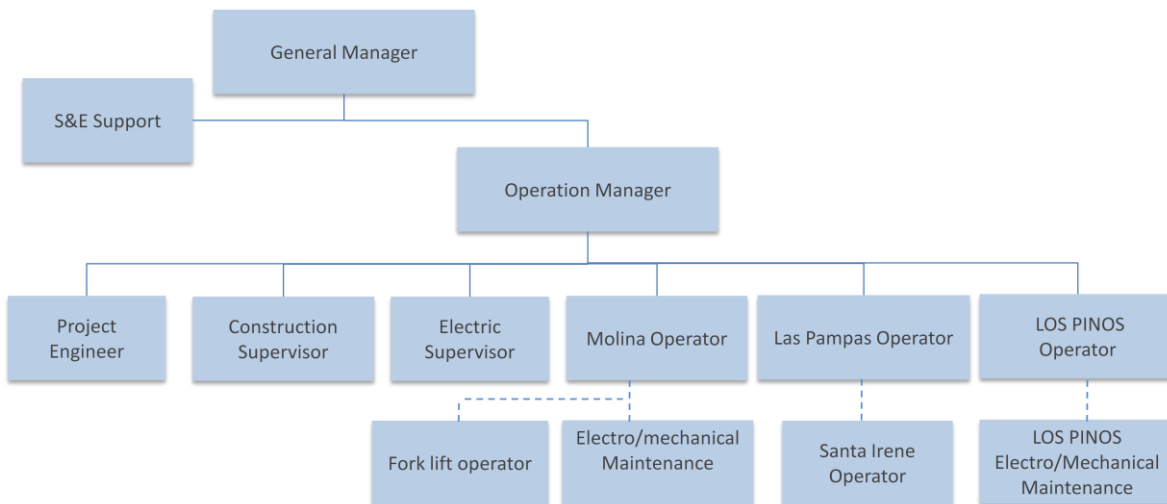 General Manager
S&E Support
Operation Manager
Project
Engineer
Construction
Supervisor
Electric
Supervisor
Molina Operator
Las Pampas Operator
LOS PINOS
Operator
Fork lift operator
Electro/mechanical
Maintenance
Santa Irene
Operator
LOS PINOS
Electro/Mechanical
Maintenance